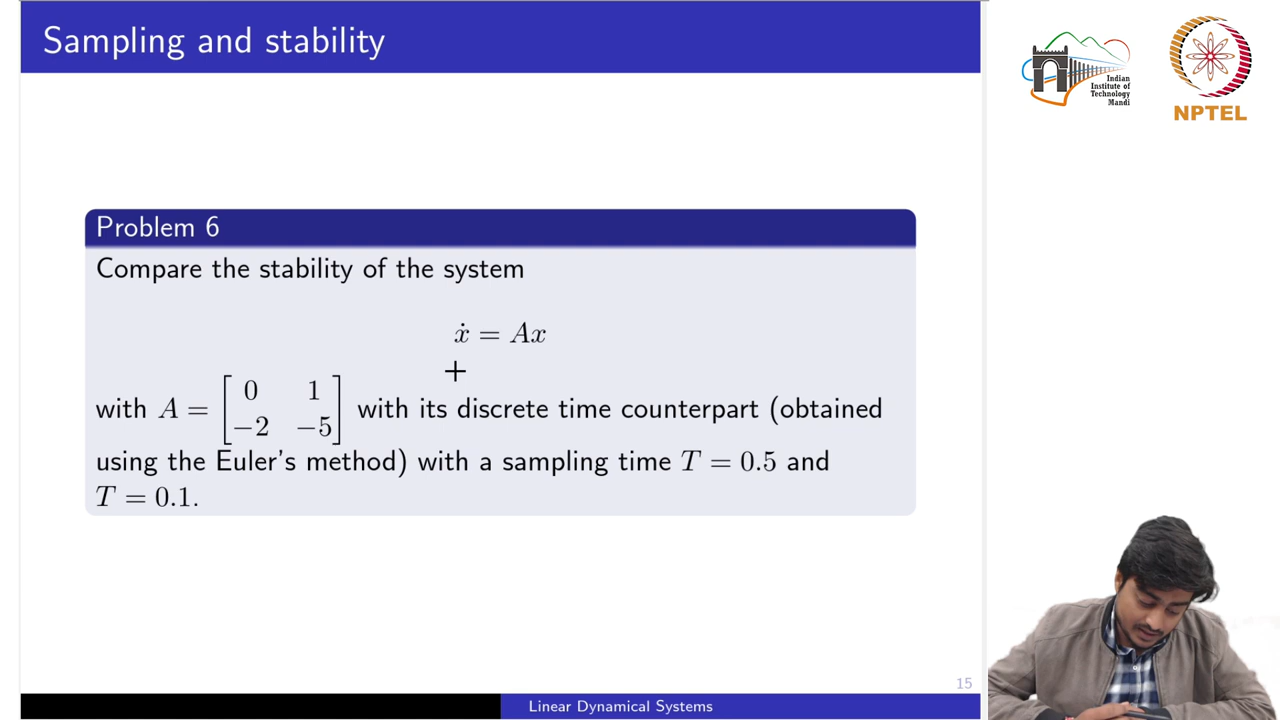 Sampling and stability
Indian
Institute of
Technology
Mandi
NPTEL
Problem 6
Compare the stability of the system
ẋ = Ax
with A = [ 0 1 ; −2 −5 ] with its discrete time counterpart (obtained
using the Euler's method) with a sampling time T = 0.5 and
T = 0.1.
15
Linear Dynamical Systems